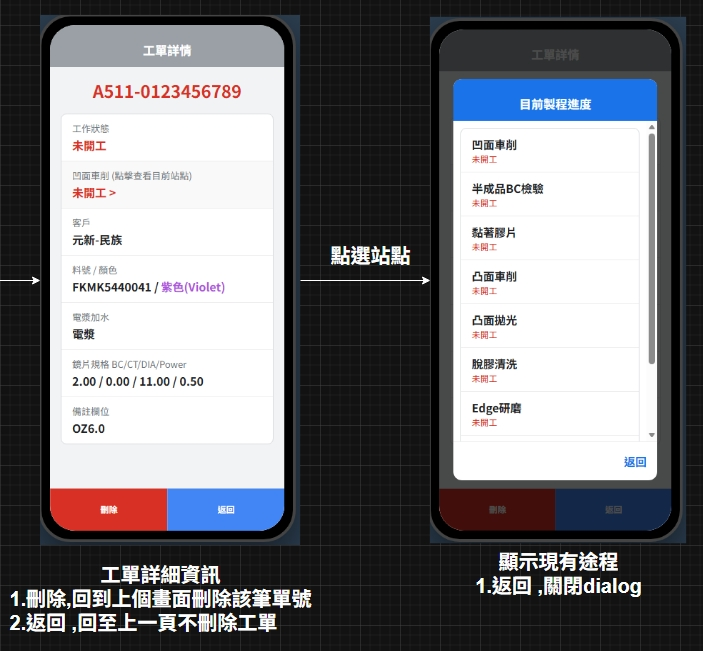 工單詳情
A511-0123456789
工作狀態
未開工
凹面車削 (點擊查看目前站點)
未開工 >
客戶
元新-民族
料號 / 顏色
FKMK5440041 / 紫色(Violet)
電漿加水
電漿
鏡片規格 BC/CT/DIA/Power
2.00 / 0.00 / 11.00 / 0.50
備註欄位
OZ6.0
刪除
返回
工單詳細資訊
1.刪除,回到上個畫面刪除該筆單號
2.返回 ,回至上一頁不刪除工單
點選站點
工單詳情
目前製程進度
凹面車削
未開工
半成品BC檢驗
未開工
黏著膠片
未開工
凸面車削
未開工
凸面拋光
未開工
脫膠清洗
未開工
Edge研磨
未開工
返回
刪除
返回
顯示現有途程
1.返回 ,關閉dialog